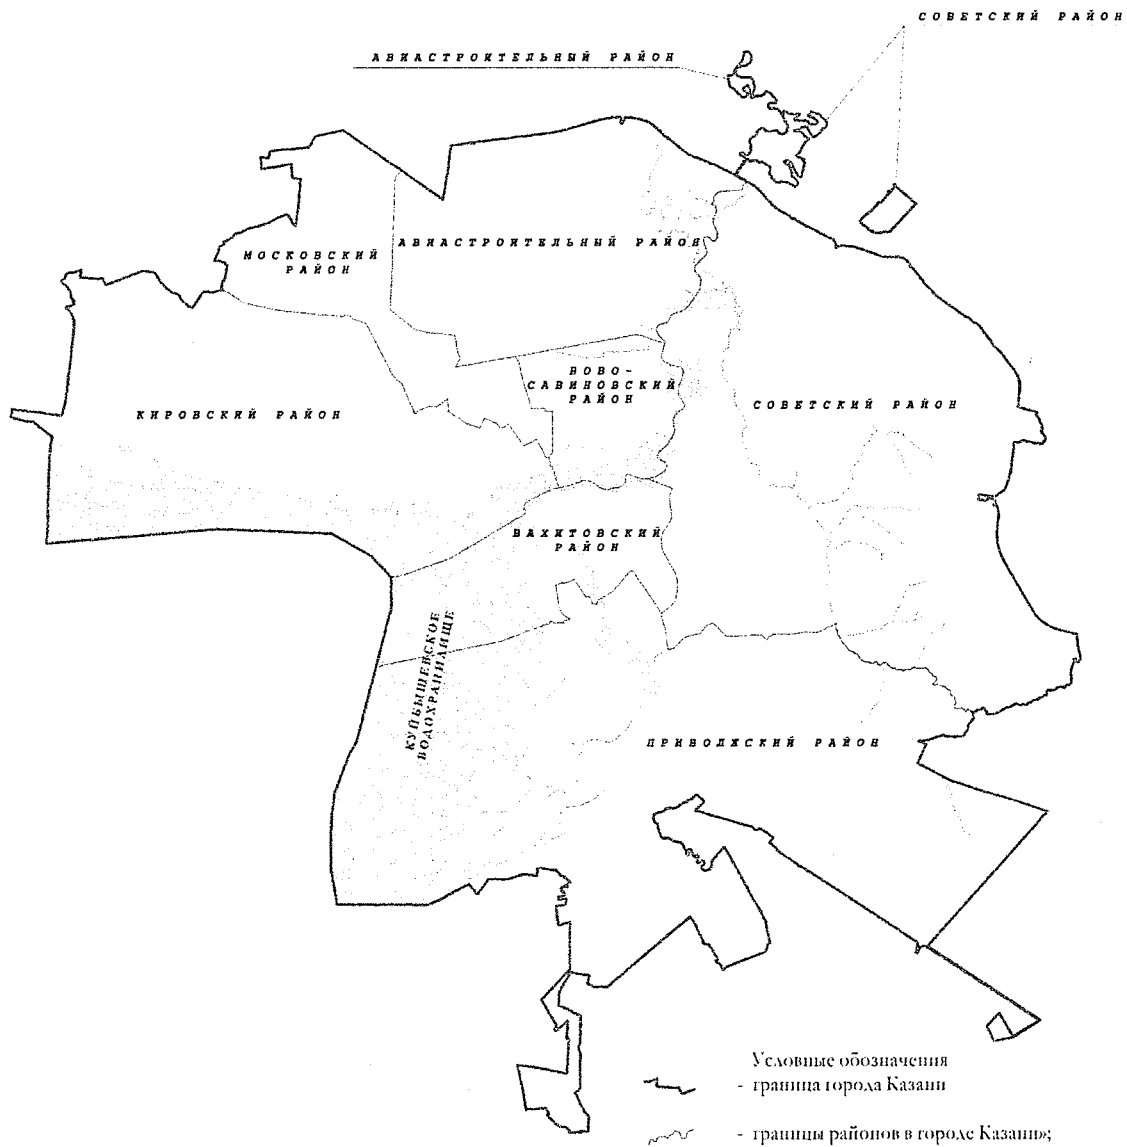 СОВЕТСКИЙ РАЙОН
АВИАСТРОИТЕЛЬНЫЙ РАЙОН
МОСКОВСКИЙ
РАЙОН
АВИАСТРОИТЕЛЬНЫЙ РАЙОН
ВОВО-
САВИНОВСКИЙ
РАЙОН
КИРОВСКИЙ РАЙОН
СОВЕТСКИЙ РАЙОН
ВАХИТОВСКИЙ
РАЙОН
КУЙБЫШЕВСКОЕ
ВОДОХРАНИЛИЩЕ
ПРИВОЛЖСКИЙ РАЙОН
Условные обозначения
- граница города Казани
- границы районов в городе Казани»;